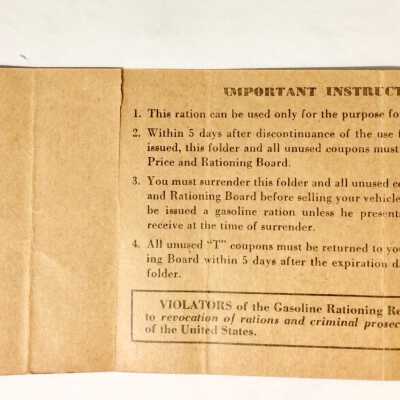 IMPORTANT INSTRUCT
1. This ration can be used only for the purpose fo
2. Within 5 days after discontinuance of the use f
issued, this folder and all unused coupons must
Price and Rationing Board.
3. You must surrender this folder and all unused co
and Rationing Board before selling your vehicle
be issued a gasoline ration unless he presents
receive at the time of surrender.
4. All unused "T" coupons must be returned to you
ing Board within 5 days after the expiration da
folder.
VIOLATORS of the Gasoline Rationing Re
to revocation of rations and criminal prosec
of the United States.